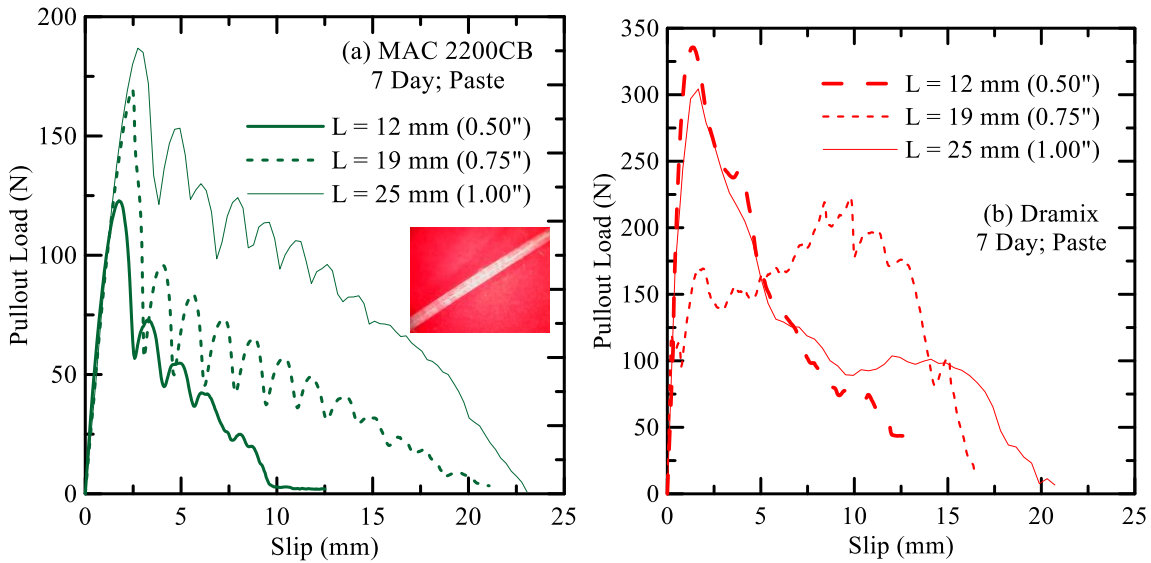 200
150
100
50
0
0
5
10
15
20
25
Pullout Load (N)
Slip (mm)
(a) MAC 2200CB
7 Day; Paste
L = 12 mm (0.50")
L = 19 mm (0.75")
L = 25 mm (1.00")
350
300
250
200
150
100
50
0
0
5
10
15
20
25
Pullout Load (N)
Slip (mm)
L = 12 mm (0.50")
L = 19 mm (0.75")
L = 25 mm (1.00")
(b) Dramix
7 Day; Paste